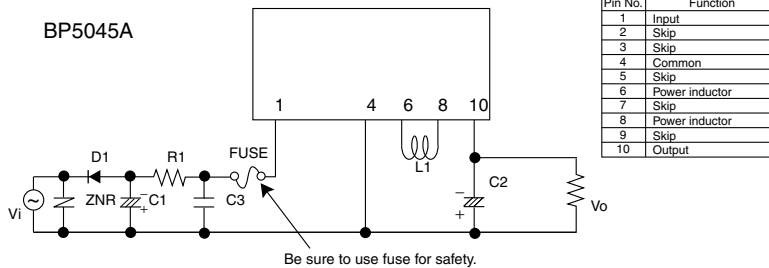 BP5045A
1 4 6 8 10
L1
D1
R1
FUSE
ZNR
C1
C3
C2
Vi
Vo
− +
− +
Be sure to use fuse for safety.
Pin No. Function
1 Input
2 Skip
3 Skip
4 Common
5 Skip
6 Power inductor
7 Skip
8 Power inductor
9 Skip
10 Output